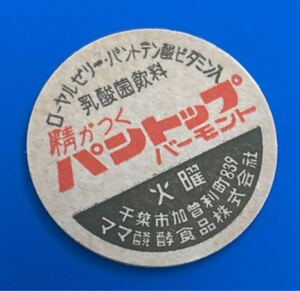 ローヤルゼリー・パントテン酸ビタミン入
乳酸菌飲料
精がつく
パントップ
バーモント
火曜
千葉市加曽利町839
ママ醗酵食品株式会社